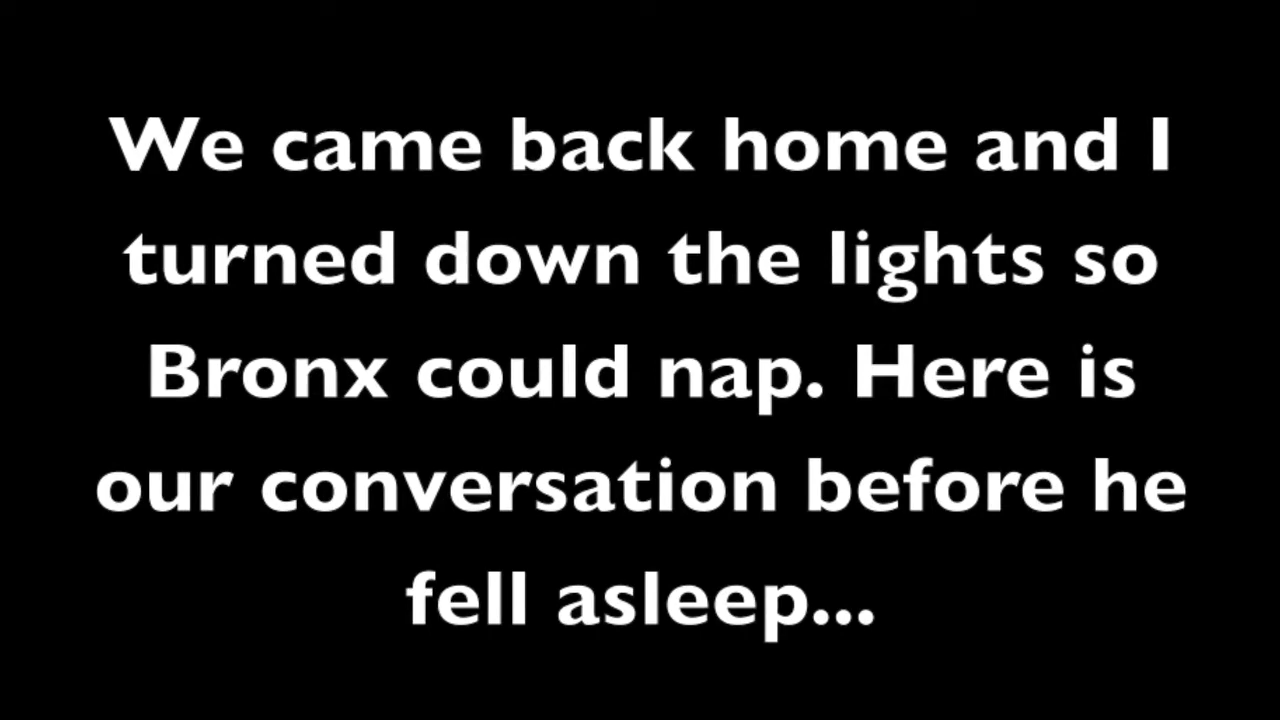 We came back home and I
turned down the lights so
Bronx could nap. Here is
our conversation before he
fell asleep...